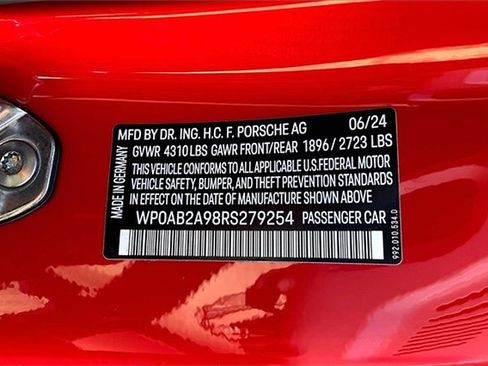 MFD BY DR. ING. H.C. F. PORSCHE AG 06/24
GVWR 4310 LBS GAWR FRONT/REAR 1896 / 2723 LBS
THIS VEHICLE CONFORMS TO ALL APPLICABLE U.S.FEDERAL MOTOR
VEHICLE SAFETY, BUMPER, AND THEFT PREVENTION STANDARDS
IN EFFECT ON THE DATE OF MANUFACTURE SHOWN ABOVE
WP0AB2A98RS279254 PASSENGER CAR
MADE IN GERMANY
992.010.534.0